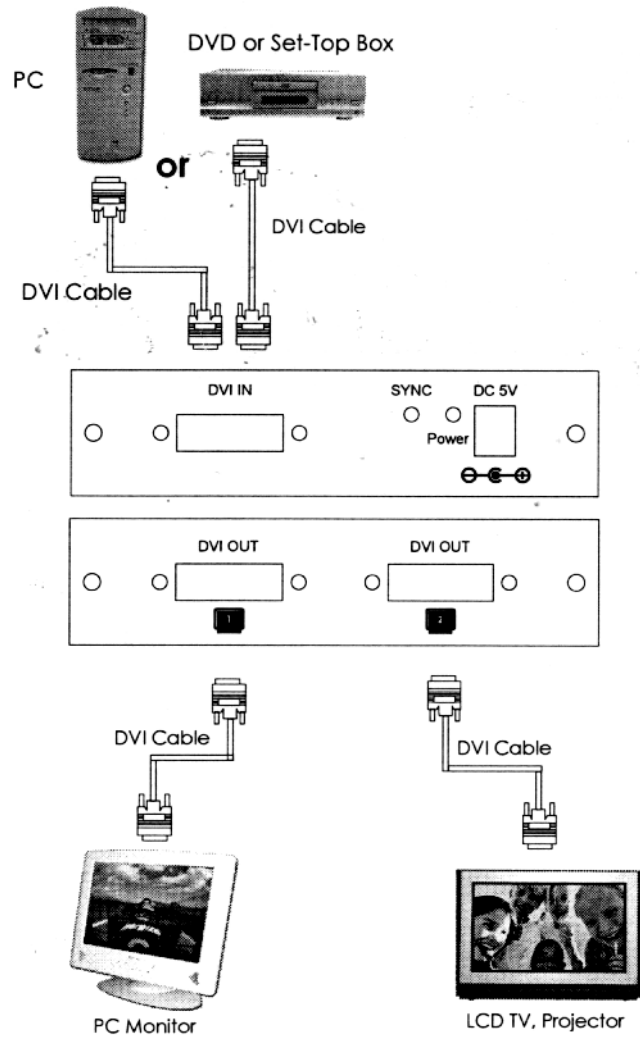 DVD or Set-Top Box
PC
or
DVI Cable
DVI Cable
DVI IN
SYNC
DC 5V
Power
DVI OUT
DVI OUT
1
2
DVI Cable
DVI Cable
PC Monitor
LCD TV, Projector